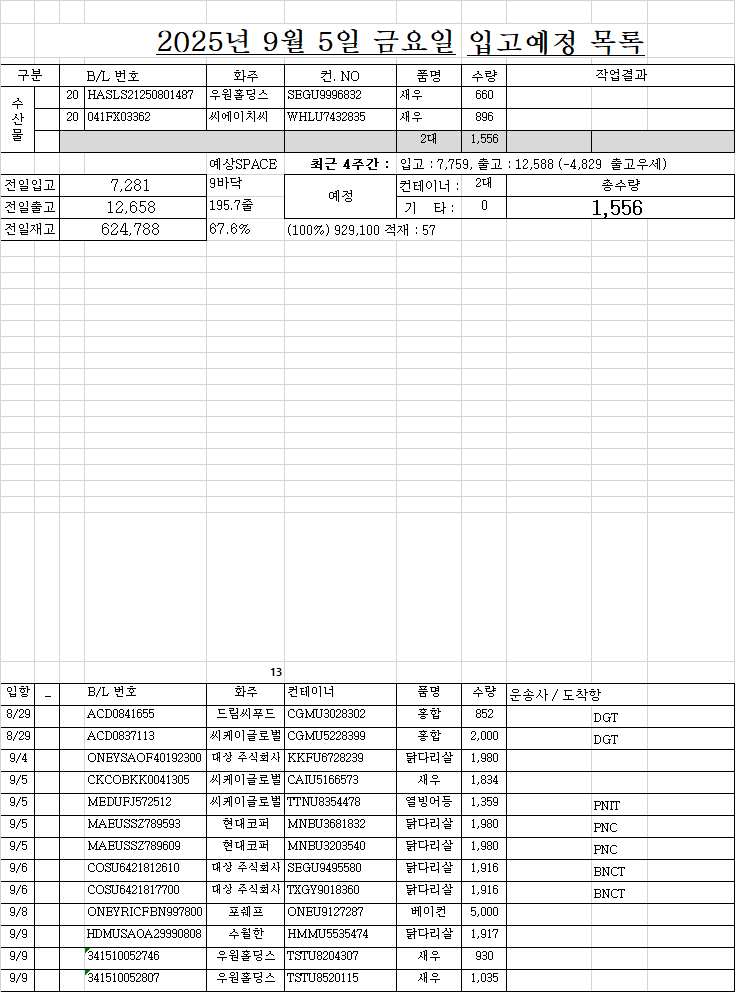 2025년 9월 5일 금요일 입고예정 목록
구분 B/L 번호 화주 컨. NO 품명 수량 작업결과
수산물
20 HASLS21250801487 우원홀딩스 SEGU9996832 새우 660
20 041FX03362 씨에이치씨 WHLU7432835 새우 896
2대 1,556
예상SPACE 최근 4주간 : 입고 : 7,759, 출고 : 12,588 (-4,829 출고우세)
전일입고 7,281 9바닥 예정 컨테이너 : 2대 총수량
전일출고 12,658 195.7줄 기 타 : 0 1,556
전일재고 624,788 67.6% (100%) 929,100 적재 : 57
13
입항 _ B/L 번호 화주 컨테이너 품명 수량 운송사 / 도착항
8/29 ACD0841655 드림씨푸드 CGMU3028302 홍합 852 DGT
8/29 ACD0837113 씨케이글로벌 CGMU5228399 홍합 2,000 DGT
9/4 ONEYSAOF40192300 대상 주식회사 KKFU6728239 닭다리살 1,980
9/5 CKCOBKK0041305 씨케이글로벌 CAIU5166573 새우 1,834
9/5 MEDUFJ572512 씨케이글로벌 TTNU8354478 열빙어등 1,359 PNIT
9/5 MAEUSSZ789593 현대코퍼 MNBU3681832 닭다리살 1,980 PNC
9/5 MAEUSSZ789609 현대코퍼 MNBU3203540 닭다리살 1,980 PNC
9/6 COSU6421812610 대상 주식회사 SEGU9495580 닭다리살 1,916 BNCT
9/6 COSU6421817700 대상 주식회사 TXGY9018360 닭다리살 1,916 BNCT
9/8 ONEYRICFBN997800 포웨프 ONEU9127287 베이컨 5,000
9/9 HDMUSAOA29990808 수월한 HMMU5535474 닭다리살 1,917
9/9 341510052746 우원홀딩스 TSTU8204307 새우 930
9/9 341510052807 우원홀딩스 TSTU8520115 새우 1,035